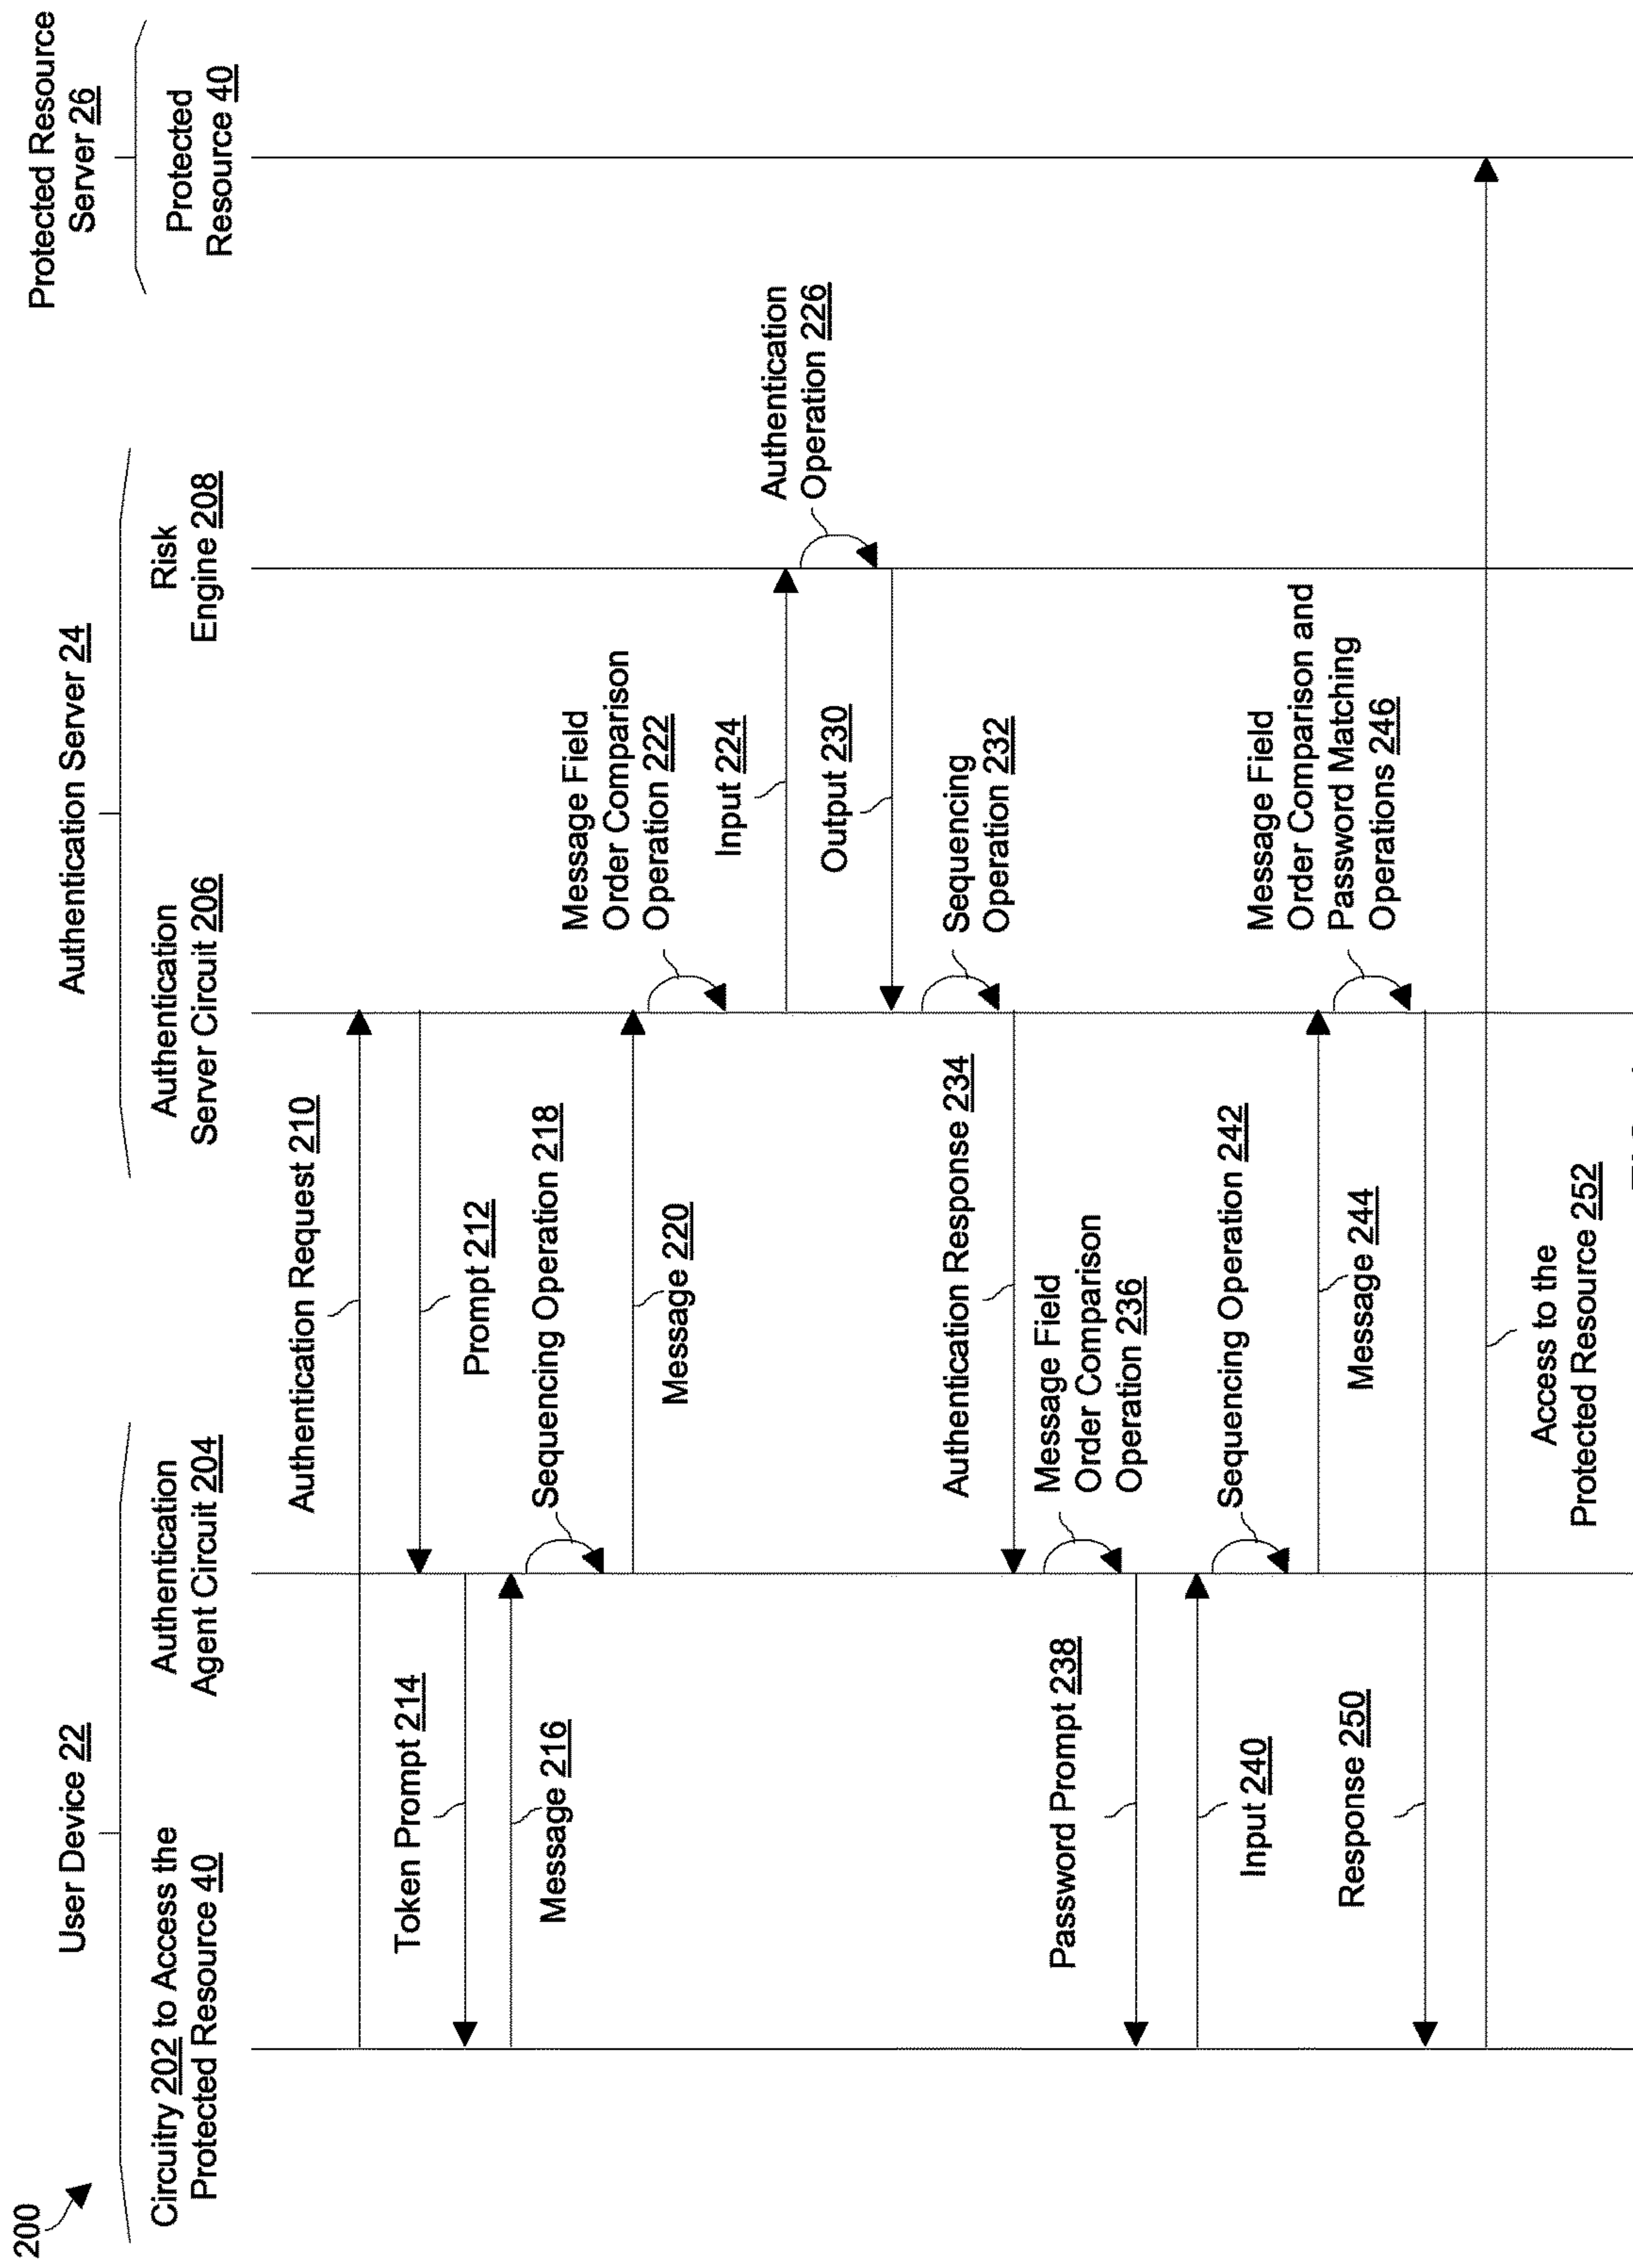 200
User Device 22
Authentication Server 24
Protected Resource
Server 26
Circuitry 202 to Access the
Protected Resource 40
Authentication
Agent Circuit 204
Authentication
Server Circuit 206
Risk
Engine 208
Protected
Resource 40
Authentication Request 210
Prompt 212
Token Prompt 214
Message 216
Sequencing Operation 218
Message 220
Message Field
Order Comparison
Operation 222
Input 224
Authentication
Operation 226
Output 230
Sequencing
Operation 232
Authentication Response 234
Message Field
Order Comparison
Operation 236
Password Prompt 238
Input 240
Sequencing Operation 242
Message 244
Message Field
Order Comparison and
Password Matching
Operations 246
Response 250
Access to the
Protected Resource 252